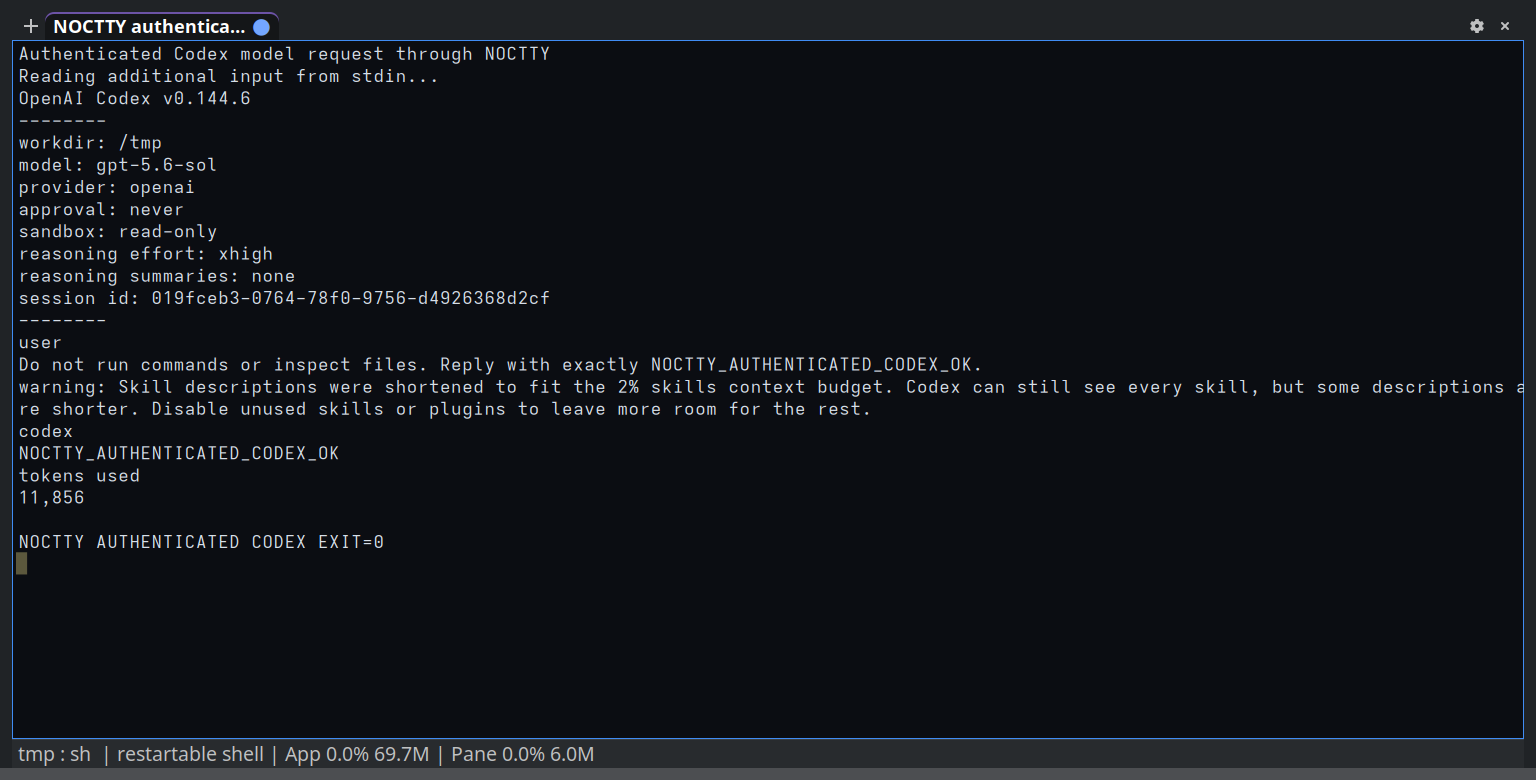 + NOCTTY authentica...
Authenticated Codex model request through NOCTTY
Reading additional input from stdin...
OpenAI Codex v0.144.6
--------
workdir: /tmp
model: gpt-5.6-sol
provider: openai
approval: never
sandbox: read-only
reasoning effort: xhigh
reasoning summaries: none
session id: 019fceb3-0764-78f0-9756-d4926368d2cf
--------
user
Do not run commands or inspect files. Reply with exactly NOCTTY_AUTHENTICATED_CODEX_OK.
warning: Skill descriptions were shortened to fit the 2% skills context budget. Codex can still see every skill, but some descriptions a
re shorter. Disable unused skills or plugins to leave more room for the rest.
codex
NOCTTY_AUTHENTICATED_CODEX_OK
tokens used
11,856
NOCTTY AUTHENTICATED CODEX EXIT=0
tmp : sh | restartable shell | App 0.0% 69.7M | Pane 0.0% 6.0M